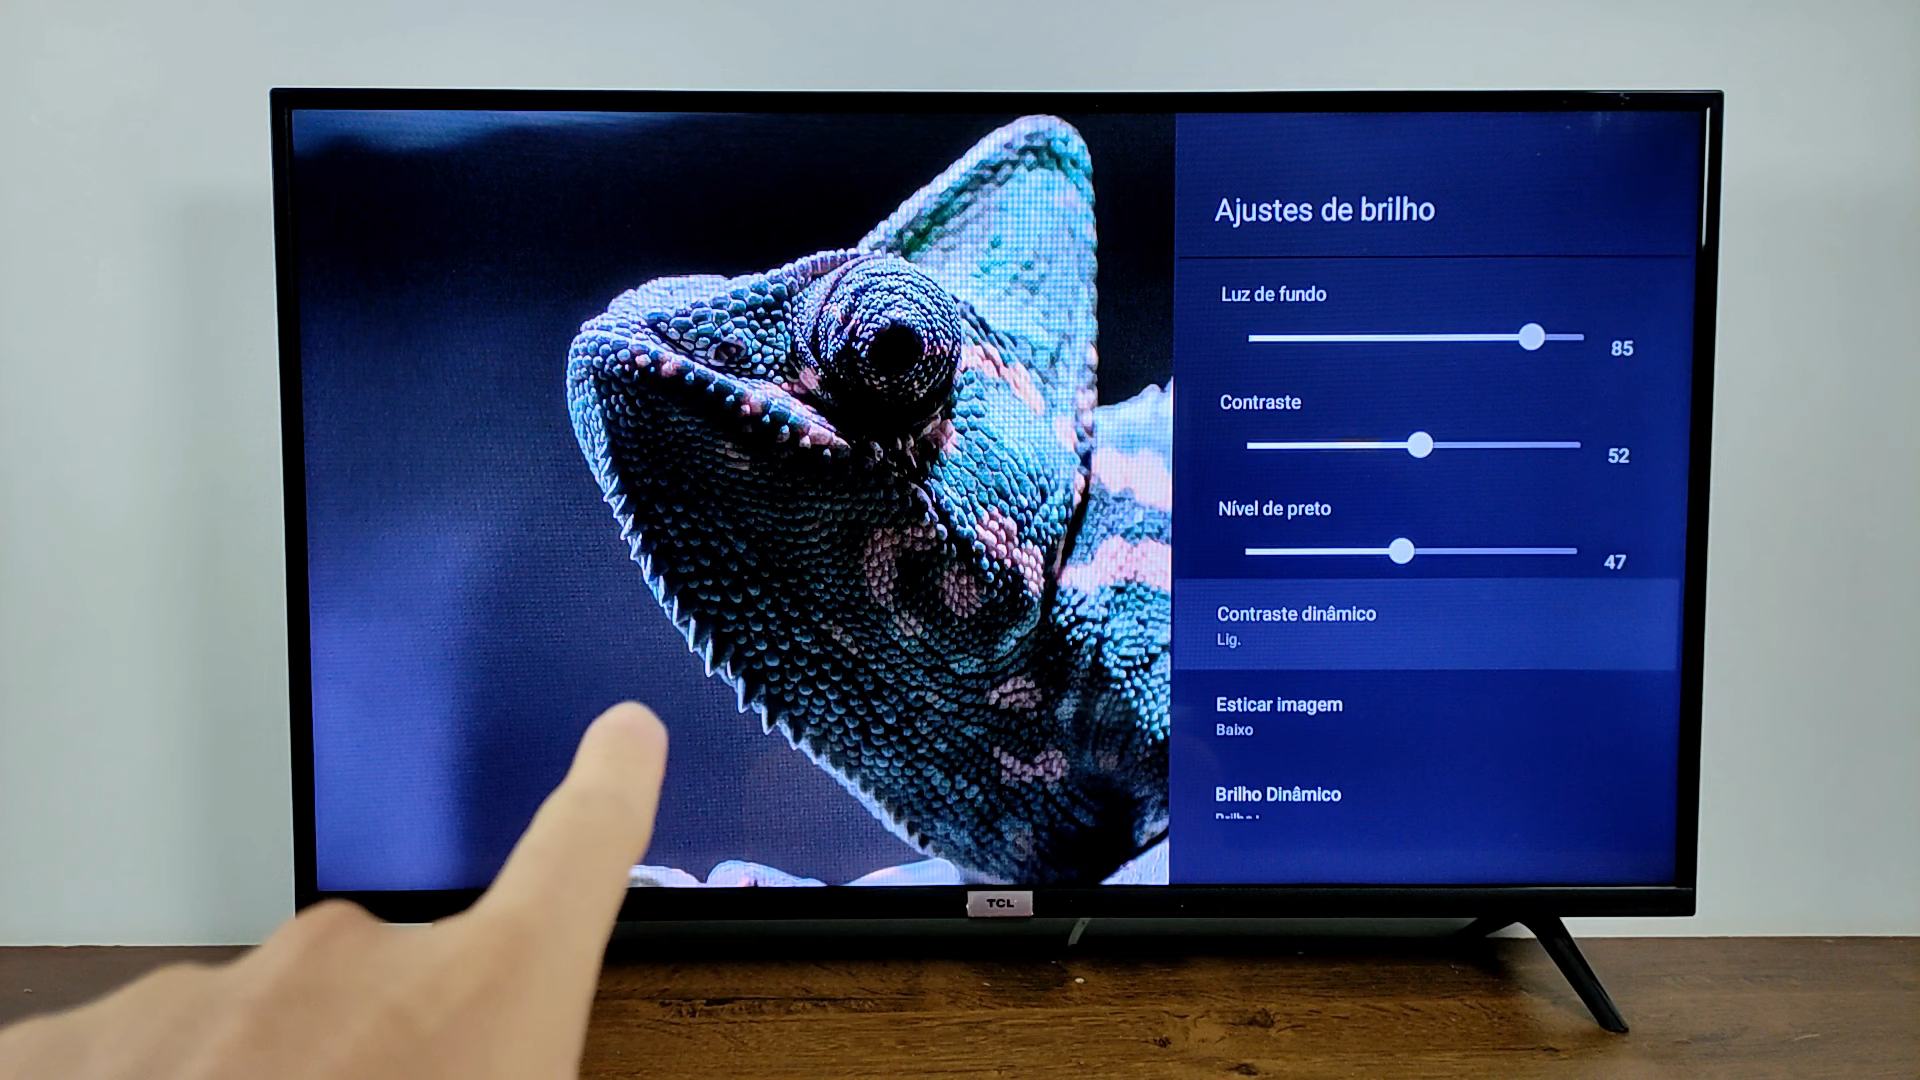 Ajustes de brilho
Luz de fundo
85
Contraste
52
Nível de preto
47
Contraste dinâmico
Lig.
Esticar imagem
Baixo
Brilho Dinâmico
TCL